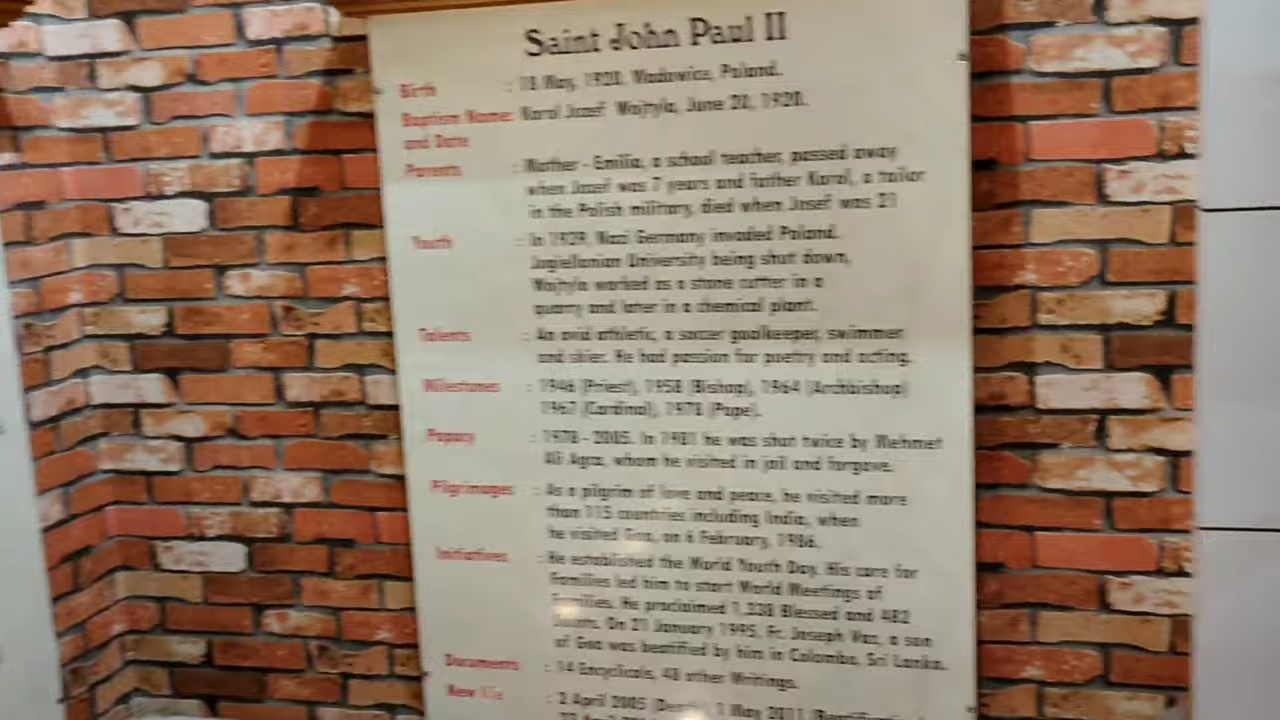 Saint John Paul II
Birth : 18 May, 1920. Wadowice, Poland.
Baptism Name: Karol Jozef Wojtyla, June 20, 1920.
and Date
Parents : Mother - Emilia, a school teacher, passed away
when Josef was 7 years and father Karol, a tailor
in the Polish military, died when Josef was 21
Youth : In 1939, Nazi Germany invaded Poland.
Jagiellonian University being shut down,
Wojtyla worked as a stone cutter in a
quarry and later in a chemical plant.
Talents : An avid athletic, a soccer goalkeeper, swimmer
and skier. He had passion for poetry and acting.
Milestones : 1946 (Priest), 1958 (Bishop), 1964 (Archbishop)
1967 (Cardinal), 1978 (Pope).
Papacy : 1978 - 2005. In 1981 he was shot twice by Mehmet
Ali Agca, whom he visited in jail and forgave.
Pilgrimages : As a pilgrim of love and peace, he visited more
than 115 countries including India, when
he visited Goa, on 6 February, 1986.
Initiatives : He established the World Youth Day. His care for
Families led him to start World Meetings of
Families. He proclaimed 1,338 Blessed and 482
Saints. On 21 January 1995, Fr. Joseph Vaz, a son
of Goa was beatified by him in Colombo, Sri Lanka.
Documents : 14 Encyclicals, 43 other Writings.
New life : 2 April 2005 (Death), 1 May 2011